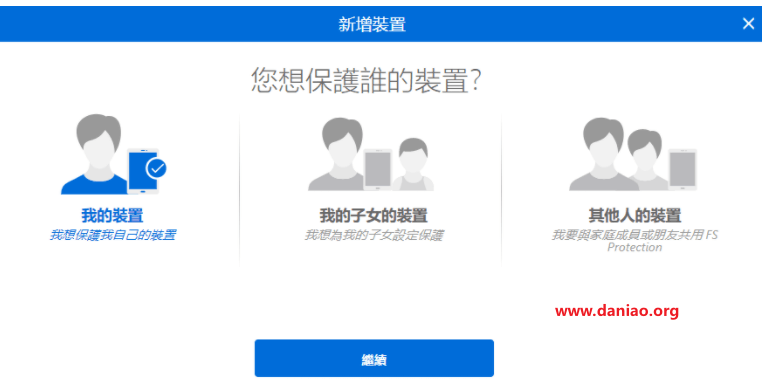 新增裝置
您想保護誰的裝置?
我的裝置
我想保護我自己的裝置
我的子女的裝置
我想為我的子女設定保護
其他人的裝置
我要與家庭成員或朋友共用 FS
Protection
www.daniao.org
繼續